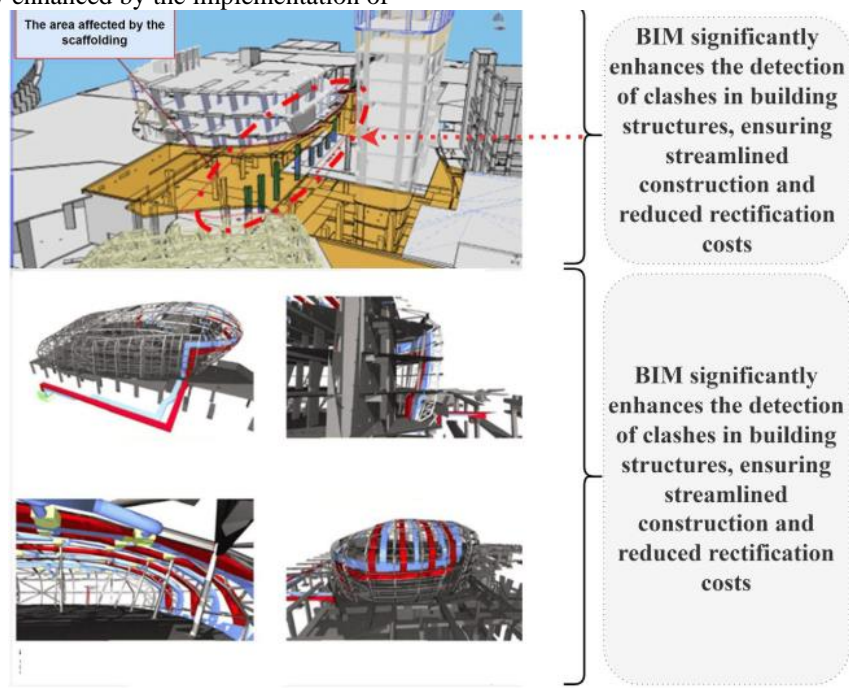 enhanced by the implementation of
The area affected by the
scaffolding
BIM significantly
enhances the detection
of clashes in building
structures, ensuring
streamlined
construction and
reduced rectification
costs
BIM significantly
enhances the detection
of clashes in building
structures, ensuring
streamlined
construction and
reduced rectification
costs